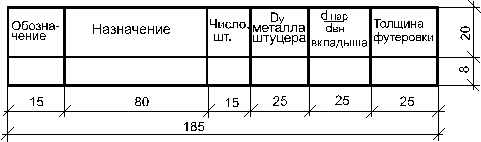 Обозна-
чение
Назначение
Число,
шт.
Dy
металла
штуцера
dнар
dвн
вкладыша
Толщина
футеровки
20
8
15
80
15
25
25
25
185